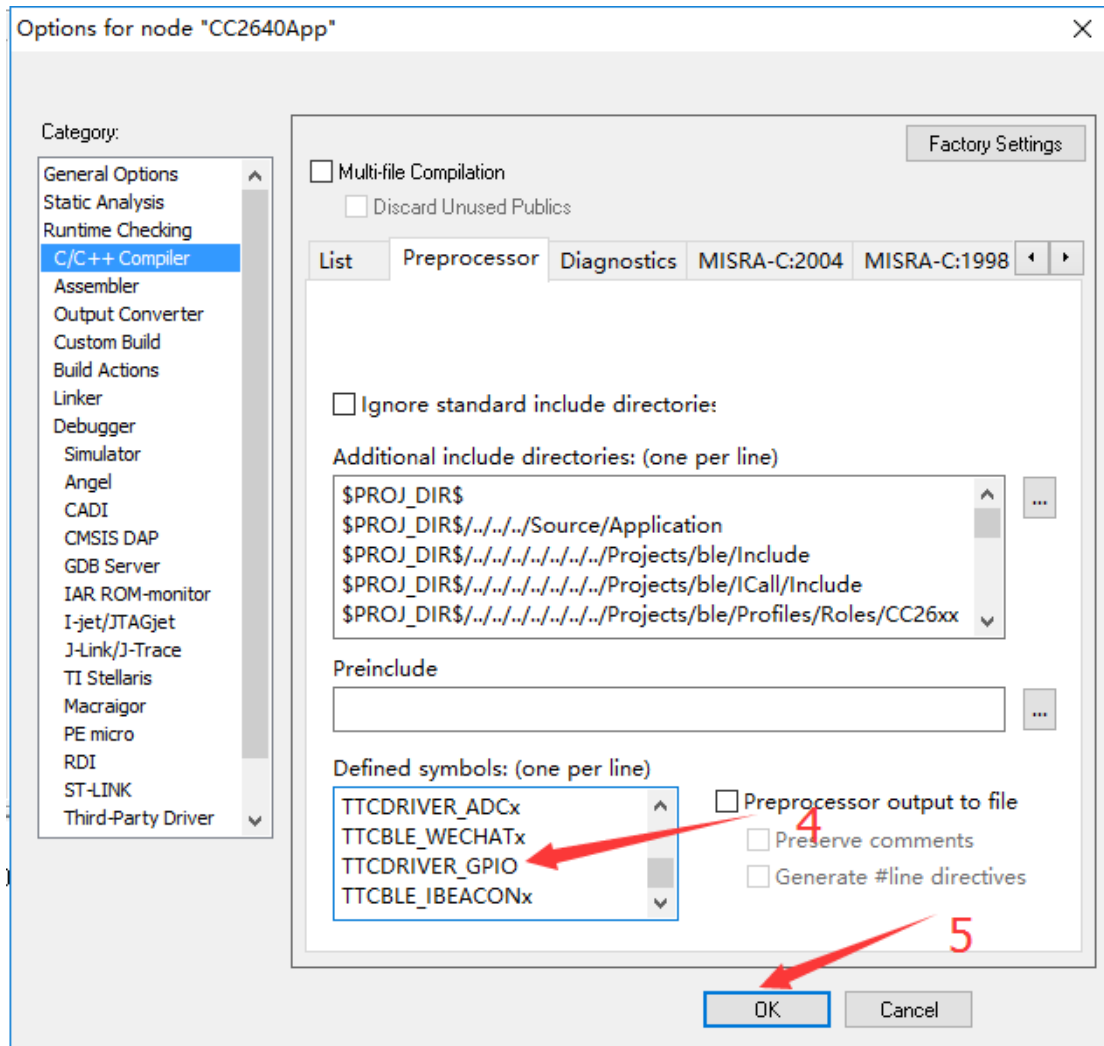 Options for node "CC2640App"
Category:
Factory Settings
General Options
Static Analysis
Runtime Checking
C/C++ Compiler
Assembler
Output Converter
Custom Build
Build Actions
Linker
Debugger
Simulator
Angel
CADI
CMSIS DAP
GDB Server
IAR ROM-monitor
I-jet/JTAGjet
J-Link/J-Trace
TI Stellaris
Macraigor
PE micro
RDI
ST-LINK
Third-Party Driver
Multi-file Compilation
Discard Unused Publics
List Preprocessor Diagnostics MISRA-C:2004 MISRA-C:1998
Ignore standard include directories
Additional include directories: (one per line)
$PROJ_DIR$
$PROJ_DIR$/../../../Source/Application
$PROJ_DIR$/../../../../../../../Projects/ble/Include
$PROJ_DIR$/../../../../../../../Projects/ble/ICall/Include
$PROJ_DIR$/../../../../../../../Projects/ble/Profiles/Roles/CC26xx
...
Preinclude
...
Defined symbols: (one per line)
TTCDRIVER_ADCx
TTCBLE_WECHATx
TTCDRIVER_GPIO
TTCBLE_IBEACONx
Preprocessor output to file
4
Preserve comments
Generate #line directives
5
OK Cancel